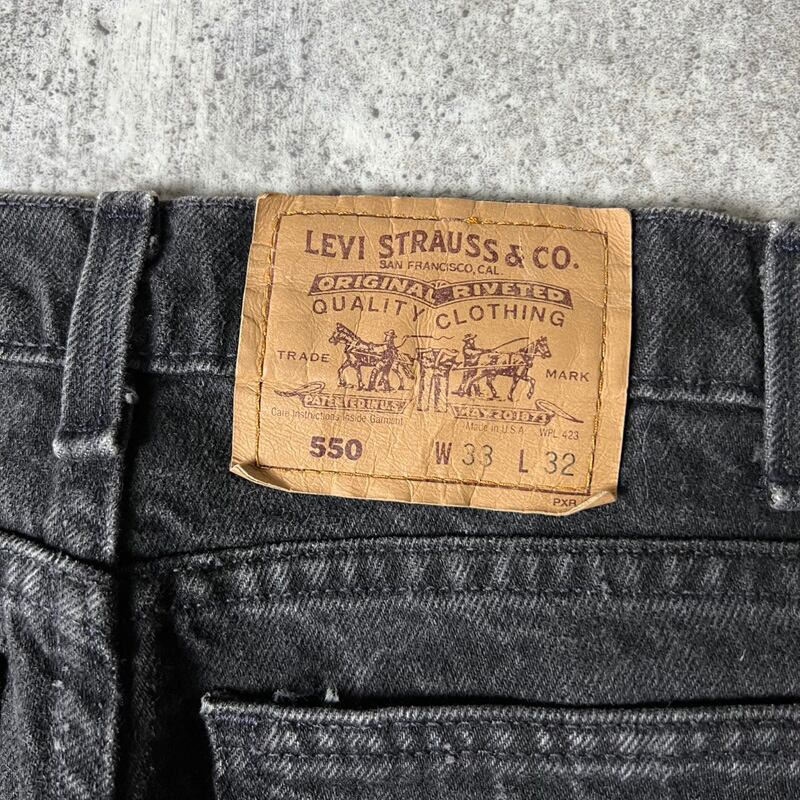 LEVI STRAUSS & CO.
SAN FRANCISCO, CAL.
ORIGINAL RIVETED
QUALITY CLOTHING
TRADE MARK
PATENTED IN U.S. MAY 20 1873
Care Instructions Inside Garment Made in U.S.A. WPL 423
550 W 33 L 32
PXR